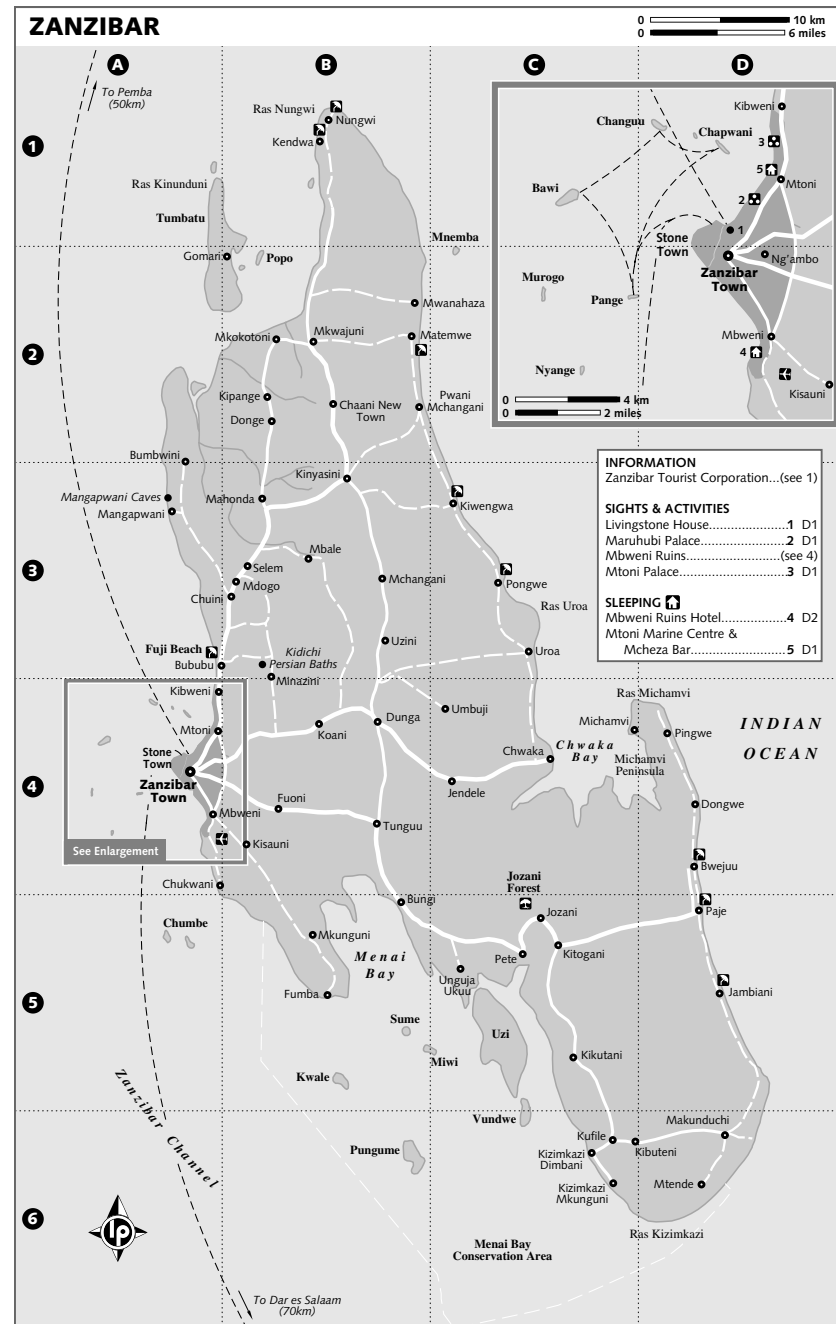 ZANZIBAR
0 10 km
0 6 miles
A
B
C
D
1
2
3
4
5
6
To Pemba
(50km)
Ras Nungwi
Nungwi
Kendwa
Ras Kinunduni
Tumbatu
Gomari
Popo
Mnemba
Mwanahaza
Mkokotoni
Mkwajuni
Matemwe
Kipange
Chaani New
Town
Donge
Pwani
Mchangani
Bumbwini
Kinyasini
Mangapwani Caves
Mangapwani
Mahonda
Kiwengwa
Mbale
Selem
Mdogo
Mchangani
Pongwe
Chuini
Ras Uroa
Fuji Beach
Bububu
Kidichi
Persian Baths
Uzini
Uroa
Minazini
Kibweni
Ras Michamvi
Mtoni
Koani
Dunga
Umbuji
Michamvi
Pingwe
INDIAN
OCEAN
Stone
Town
Zanzibar
Town
Chwaka
Chwaka
Bay
Michamvi
Peninsula
Jendele
Fuoni
Mbweni
Tunguu
Dongwe
Kisauni
See Enlargement
Chukwani
Bwejuu
Jozani
Forest
Bungi
Jozani
Paje
Chumbe
Mkunguni
Menai
Bay
Pete
Kitogani
Unguja
Ukuu
Fumba
Jambiani
Sume
Uzi
Miwi
Kikutani
Kwale
Zanzibar Channel
Vundwe
Makunduchi
Kufile
Kibuteni
Pungume
Kizimkazi
Dimbani
Kizimkazi
Mkunguni
Mtende
Ras Kizimkazi
Menai Bay
Conservation Area
lp
To Dar es Salaam
(70km)
Kibweni
Changuu
Chapwani
3
5
Mtoni
Bawi
2
1
Stone
Town
Zanzibar
Town
Ng'ambo
Murogo
Pange
Mbweni
4
Nyange
Kisauni
0 4 km
0 2 miles
INFORMATION
Zanzibar Tourist Corporation...(see 1)
SIGHTS & ACTIVITIES
Livingstone House........................1 D1
Maruhubi Palace........................2 D1
Mbweni Ruins........................(see 4)
Mtoni Palace........................3 D1
SLEEPING
Mbweni Ruins Hotel........................4 D2
Mtoni Marine Centre &
Mcheza Bar........................5 D1